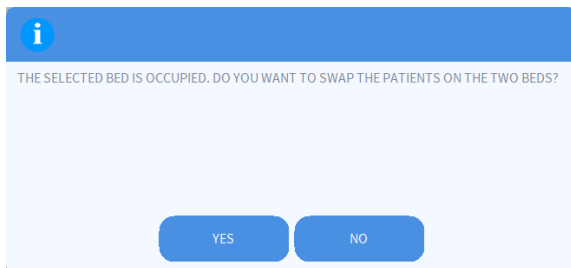 THE SELECTED BED IS OCCUPIED. DO YOU WANT TO SWAP THE PATIENTS ON THE TWO BEDS?
YES NO